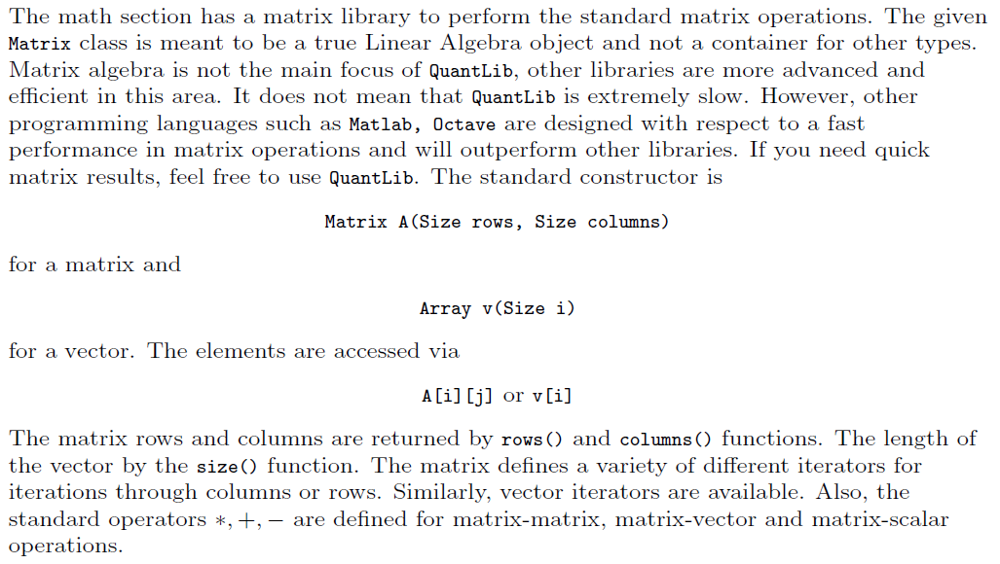 The math section has a matrix library to perform the standard matrix operations. The given
Matrix class is meant to be a true Linear Algebra object and not a container for other types.
Matrix algebra is not the main focus of QuantLib, other libraries are more advanced and
efficient in this area. It does not mean that QuantLib is extremely slow. However, other
programming languages such as Matlab, Octave are designed with respect to a fast
performance in matrix operations and will outperform other libraries. If you need quick
matrix results, feel free to use QuantLib. The standard constructor is
Matrix A(Size rows, Size columns)
for a matrix and
Array v(Size i)
for a vector. The elements are accessed via
A[i][j] or v[i]
The matrix rows and columns are returned by rows() and columns() functions. The length of
the vector by the size() function. The matrix defines a variety of different iterators for
iterations through columns or rows. Similarly, vector iterators are available. Also, the
standard operators ∗, +, − are defined for matrix-matrix, matrix-vector and matrix-scalar
operations.